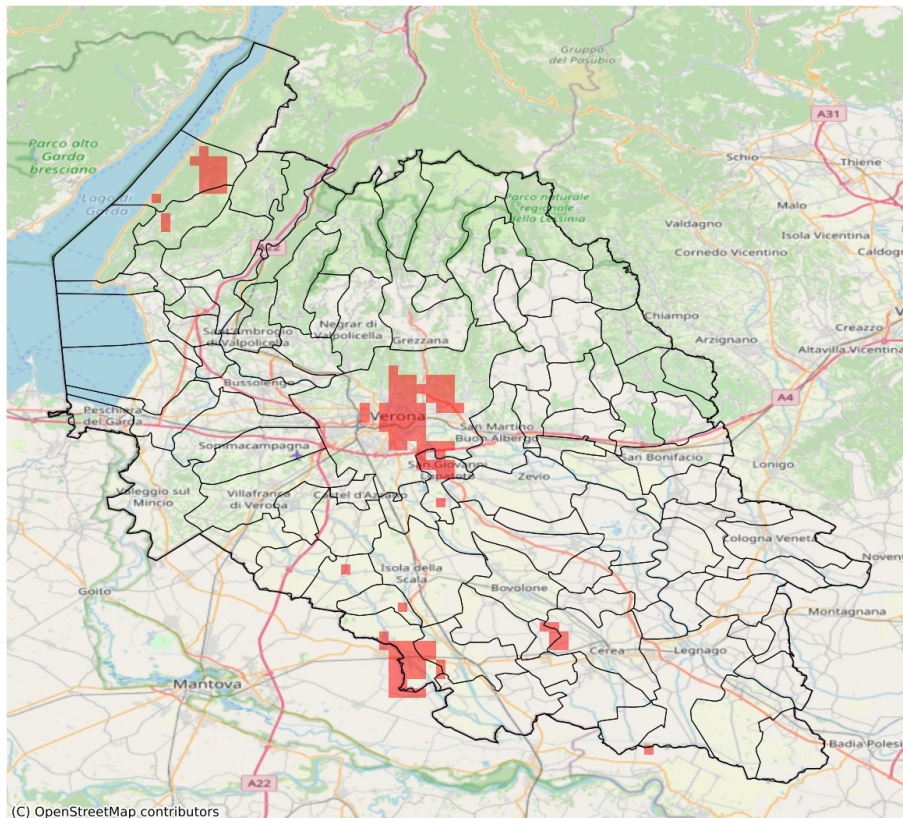 Gruppo
del Pasubio
A31
Schio
Thiene
Parco alto
Garda
bresciano
Lago di
Garda
Parco naturale
regionale
della Lessinia
Malo
Valdagno
Isola Vicentina
A22
Cornedo Vicentino
Caldog
Chiampo
Sant'Ambrogio
di Valpolicella
Negrar di
Valpolicella
Grezzana
Arzignano
Creazzo
Altavilla Vicentina
Bussolengo
A4
Peschiera
del Garda
Verona
San Martino
Buon Albergo
Sommacampagna
San Bonifacio
Lonigo
San Giovanni
Lupatoto
Zevio
Valeggio sul
Mincio
Villafranca
di Verona
Castel d'Azzano
Cologna Veneta
Isola della
Scala
Bovolone
Noven
Goito
Montagnana
Cerea
Legnago
Mantova
Badia Polesi
A22
(C) OpenStreetMap contributors